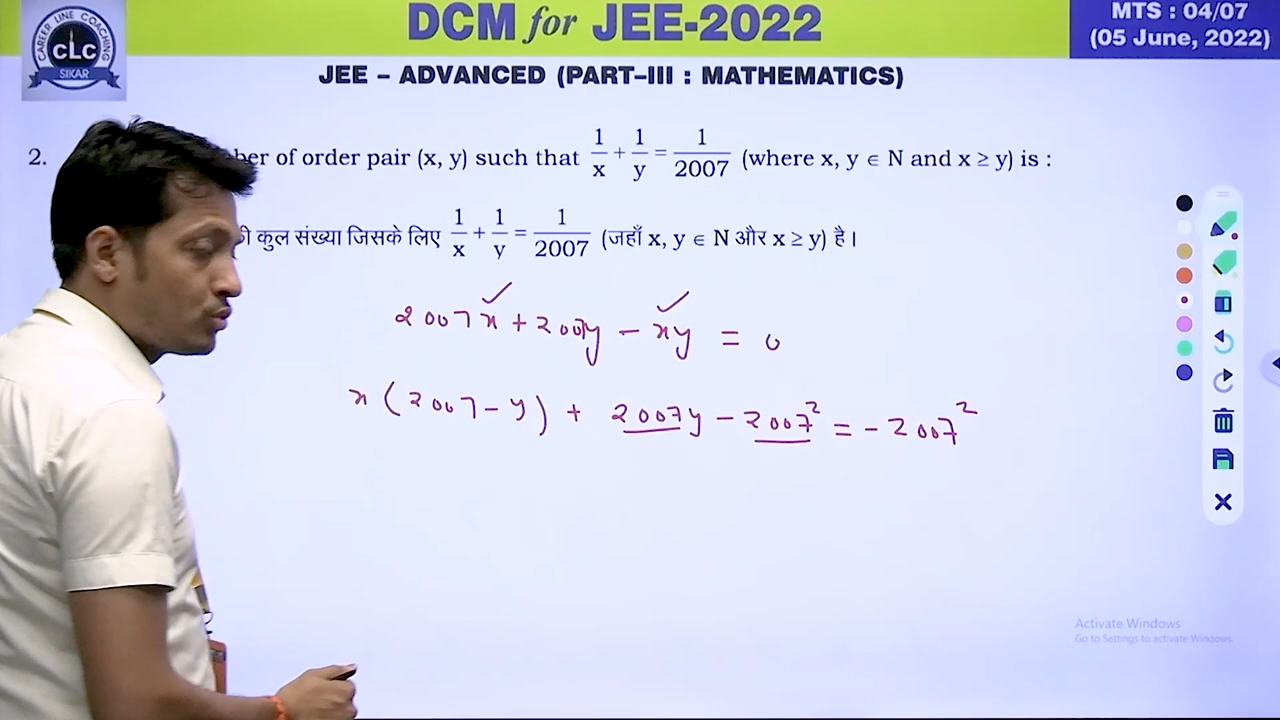 DCM for JEE-2022
MTS : 04/07
(05 June, 2022)
CAREER LINE COACHING
CLC
SIKAR
JEE – ADVANCED (PART–III : MATHEMATICS)
2. of order pair (x, y) such that 1/x + 1/y = 1/2007 (where x, y ∈ N and x ≥ y) is :
कुल संख्या जिसके लिए 1/x + 1/y = 1/2007 (जहाँ x, y ∈ N और x ≥ y) है।
2007x + 2007y – xy = 0
x(2007 – y) + 2007y – 2007² = – 2007²
Activate Windows
Go to Settings to activate Windows.